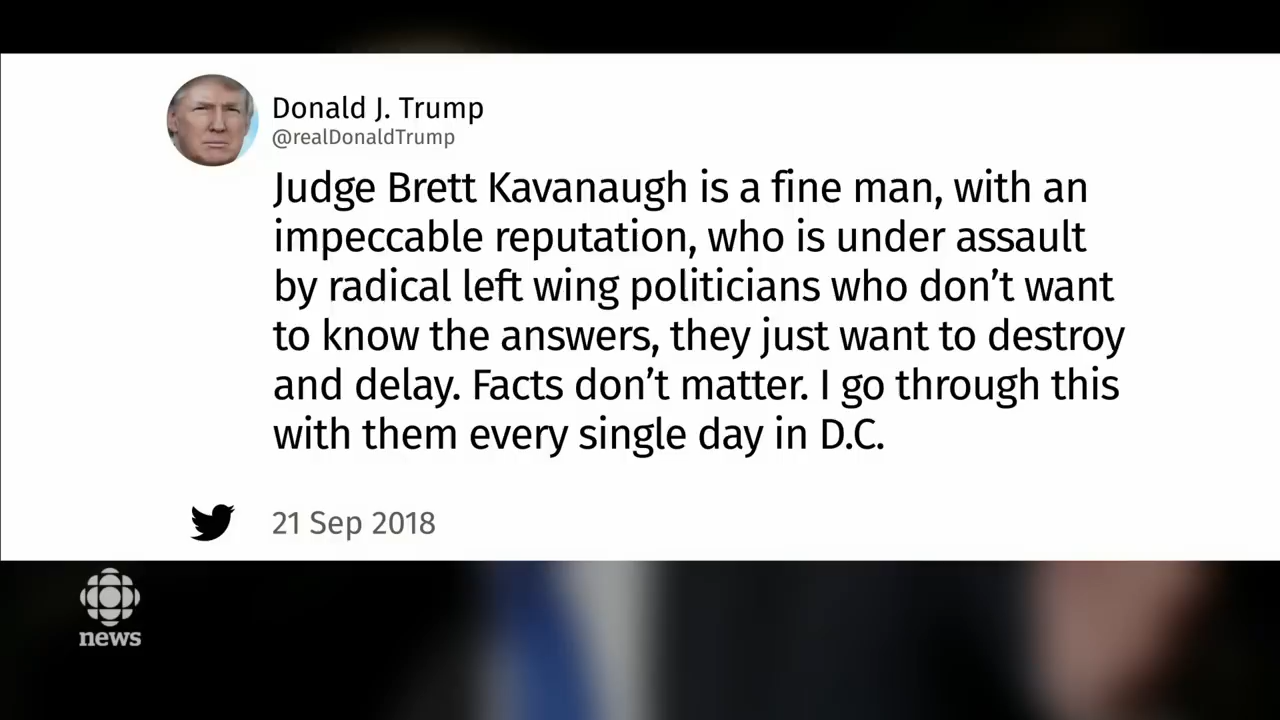 Donald J. Trump
@realDonaldTrump
Judge Brett Kavanaugh is a fine man, with an
impeccable reputation, who is under assault
by radical left wing politicians who don’t want
to know the answers, they just want to destroy
and delay. Facts don’t matter. I go through this
with them every single day in D.C.
21 Sep 2018
news